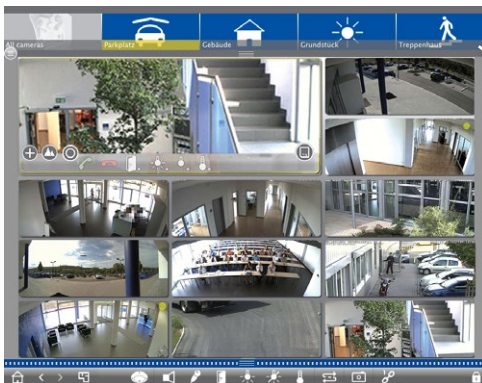 All cameras
Parkplatz
Gebäude
Grundstück
Treppenhaus